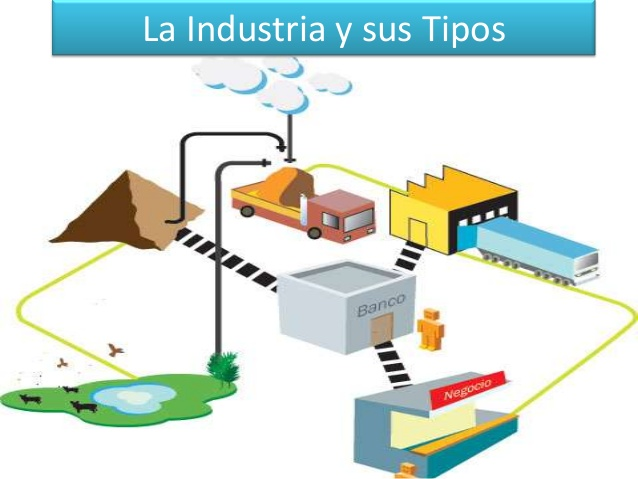 La Industria y sus Tipos
Banco
Negocio